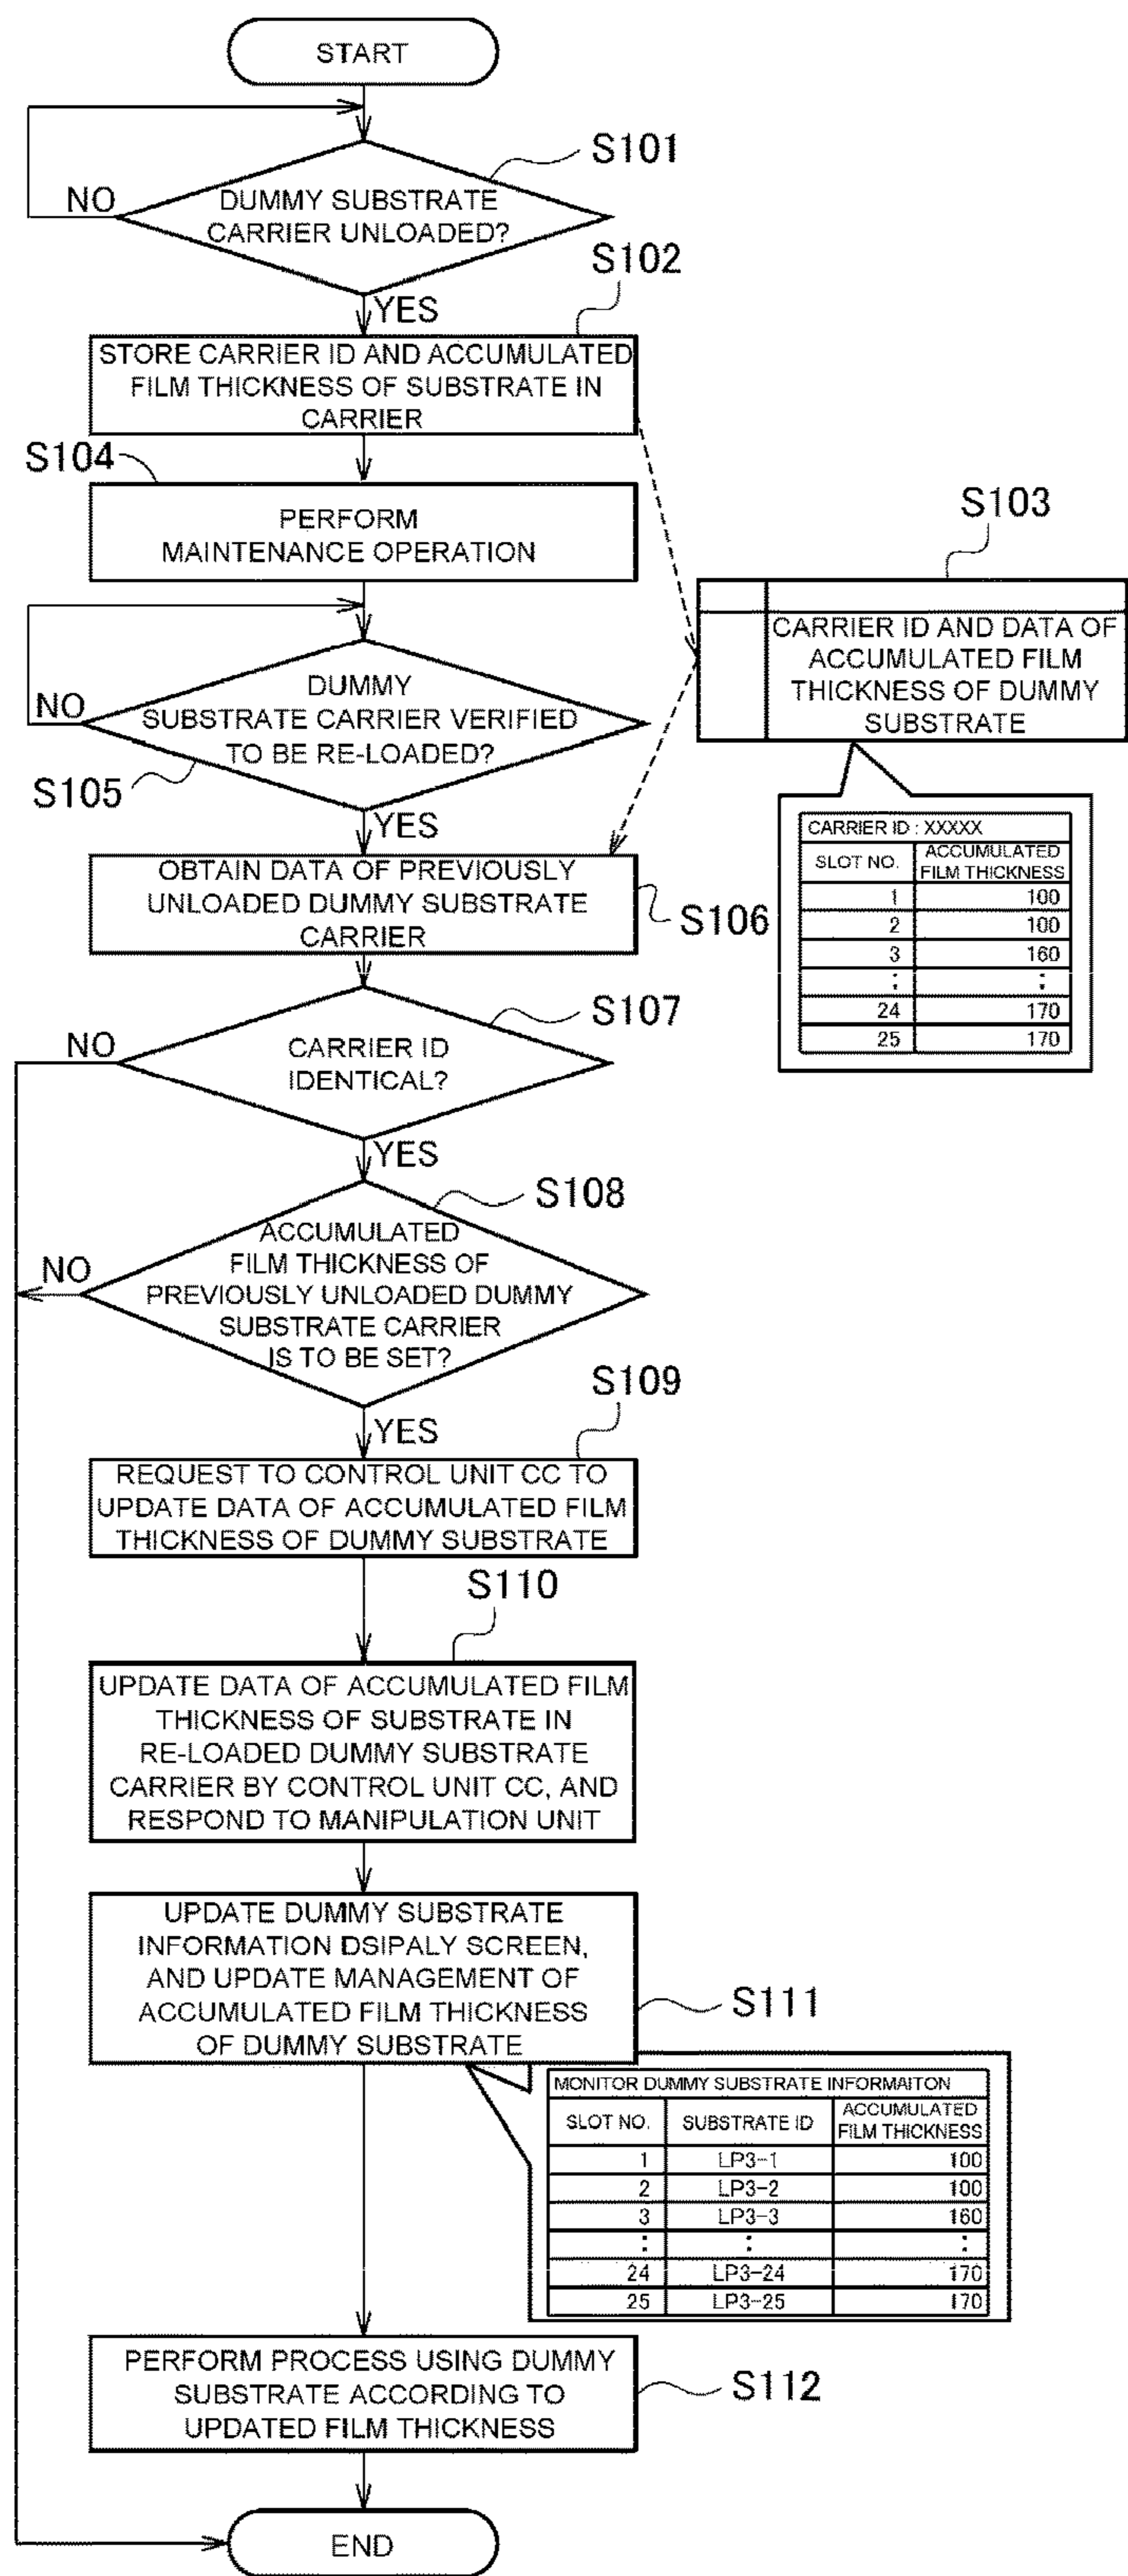 START
S101
NO
DUMMY SUBSTRATE
CARRIER UNLOADED?
S102
YES
STORE CARRIER ID AND ACCUMULATED
FILM THICKNESS OF SUBSTRATE IN
CARRIER
S104
PERFORM
MAINTENANCE OPERATION
S103
CARRIER ID AND DATA OF
ACCUMULATED FILM
THICKNESS OF DUMMY
SUBSTRATE
NO
DUMMY
SUBSTRATE CARRIER VERIFIED
TO BE RE-LOADED?
S105
YES
CARRIER ID : XXXXX
SLOT NO. ACCUMULATED
FILM THICKNESS
1 100
2 100
3 160
: :
24 170
25 170
OBTAIN DATA OF PREVIOUSLY
UNLOADED DUMMY SUBSTRATE
CARRIER
S106
S107
NO
CARRIER ID
IDENTICAL?
YES
S108
NO
ACCUMULATED
FILM THICKNESS OF
PREVIOUSLY UNLOADED DUMMY
SUBSTRATE CARRIER
IS TO BE SET?
S109
YES
REQUEST TO CONTROL UNIT CC TO
UPDATE DATA OF ACCUMULATED FILM
THICKNESS OF DUMMY SUBSTRATE
S110
UPDATE DATA OF ACCUMULATED FILM
THICKNESS OF SUBSTRATE IN
RE-LOADED DUMMY SUBSTRATE
CARRIER BY CONTROL UNIT CC, AND
RESPOND TO MANIPULATION UNIT
UPDATE DUMMY SUBSTRATE
INFORMATION DSIPALY SCREEN,
AND UPDATE MANAGEMENT OF
ACCUMULATED FILM THICKNESS
OF DUMMY SUBSTRATE
S111
MONITOR DUMMY SUBSTRATE INFORMAITON
SLOT NO. SUBSTRATE ID ACCUMULATED
FILM THICKNESS
1 LP3-1 100
2 LP3-2 100
3 LP3-3 160
: : :
24 LP3-24 170
25 LP3-25 170
PERFORM PROCESS USING DUMMY
SUBSTRATE ACCORDING TO
UPDATED FILM THICKNESS
S112
END